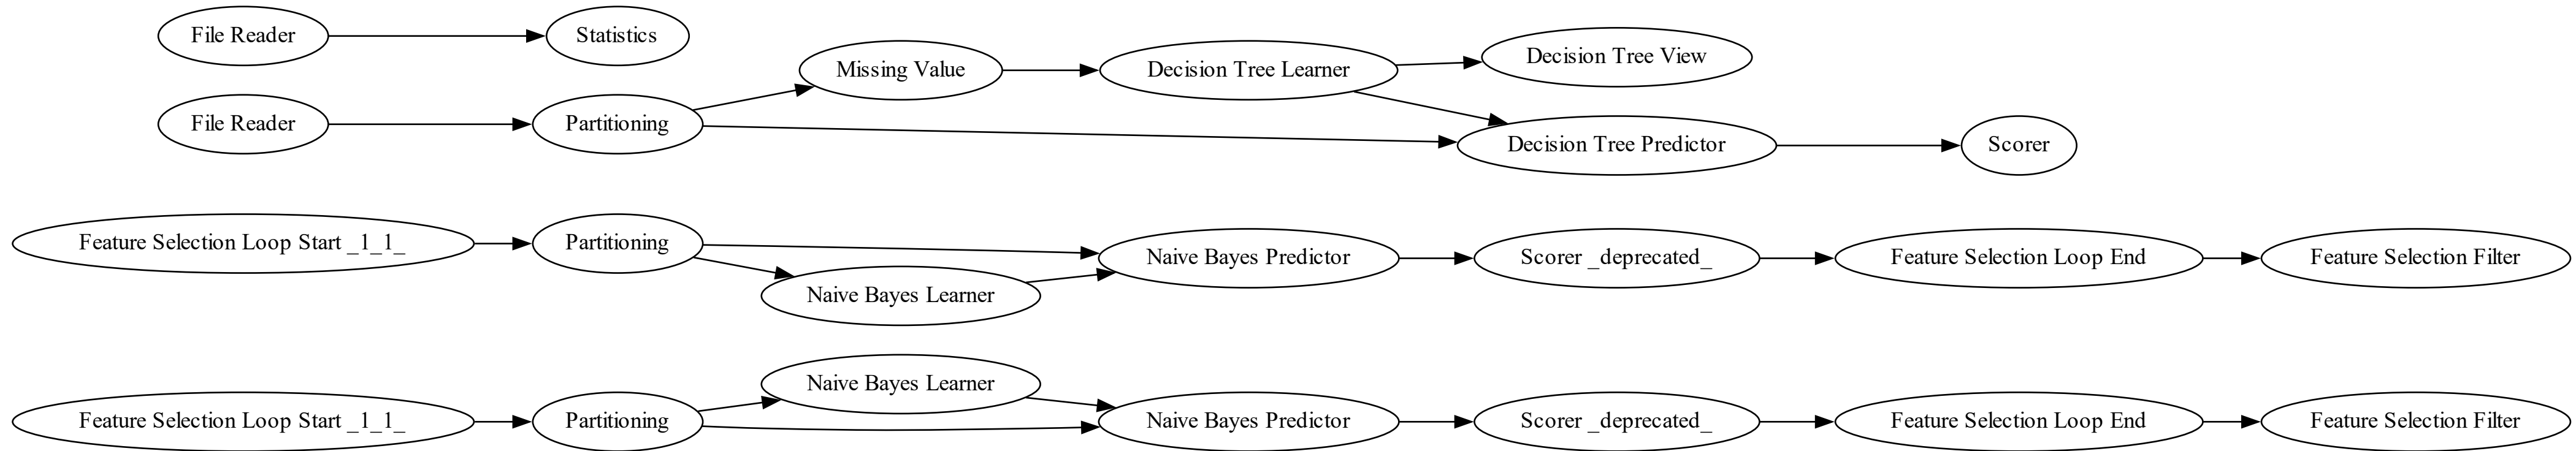 File Reader
Statistics
Missing Value
Decision Tree Learner
Decision Tree View
File Reader
Partitioning
Decision Tree Predictor
Scorer
Feature Selection Loop Start _1_1_
Partitioning
Naive Bayes Learner
Naive Bayes Predictor
Scorer _deprecated_
Feature Selection Loop End
Feature Selection Filter
Feature Selection Loop Start _1_1_
Partitioning
Naive Bayes Learner
Naive Bayes Predictor
Scorer _deprecated_
Feature Selection Loop End
Feature Selection Filter